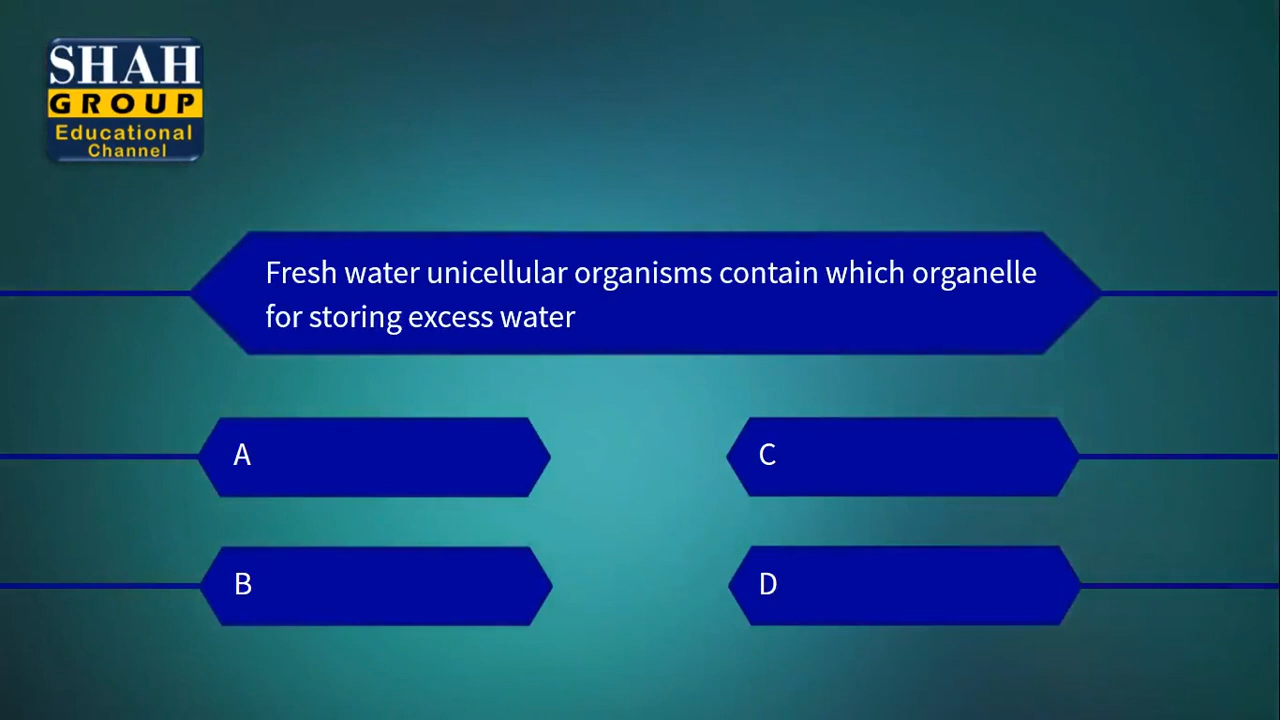 SHAH
GROUP
Educational
Channel
Fresh water unicellular organisms contain which organelle
for storing excess water
A
C
B
D